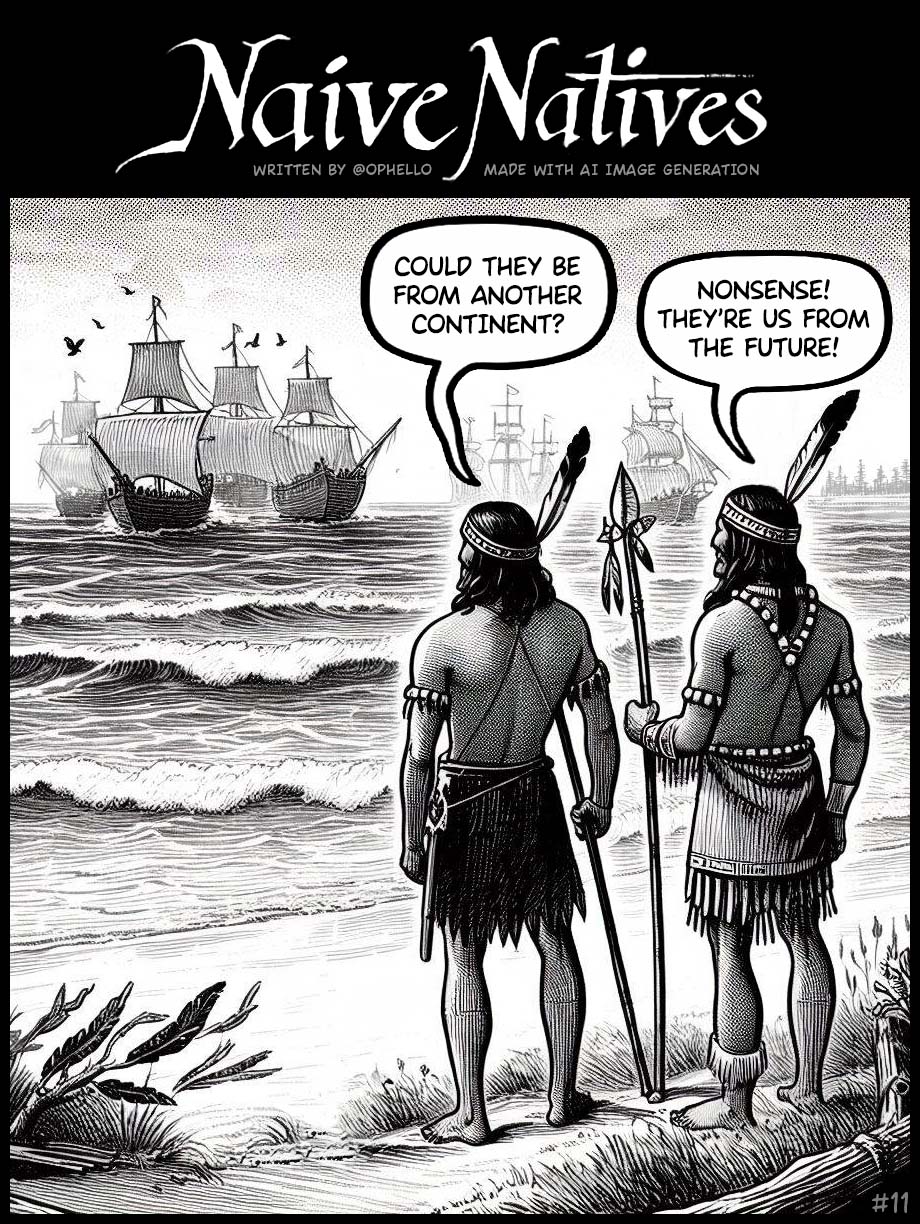 Naive Natives
WRITTEN BY @OPHELLO MADE WITH AI IMAGE GENERATION
COULD THEY BE
FROM ANOTHER
CONTINENT?
NONSENSE!
THEY'RE US FROM
THE FUTURE!
#11